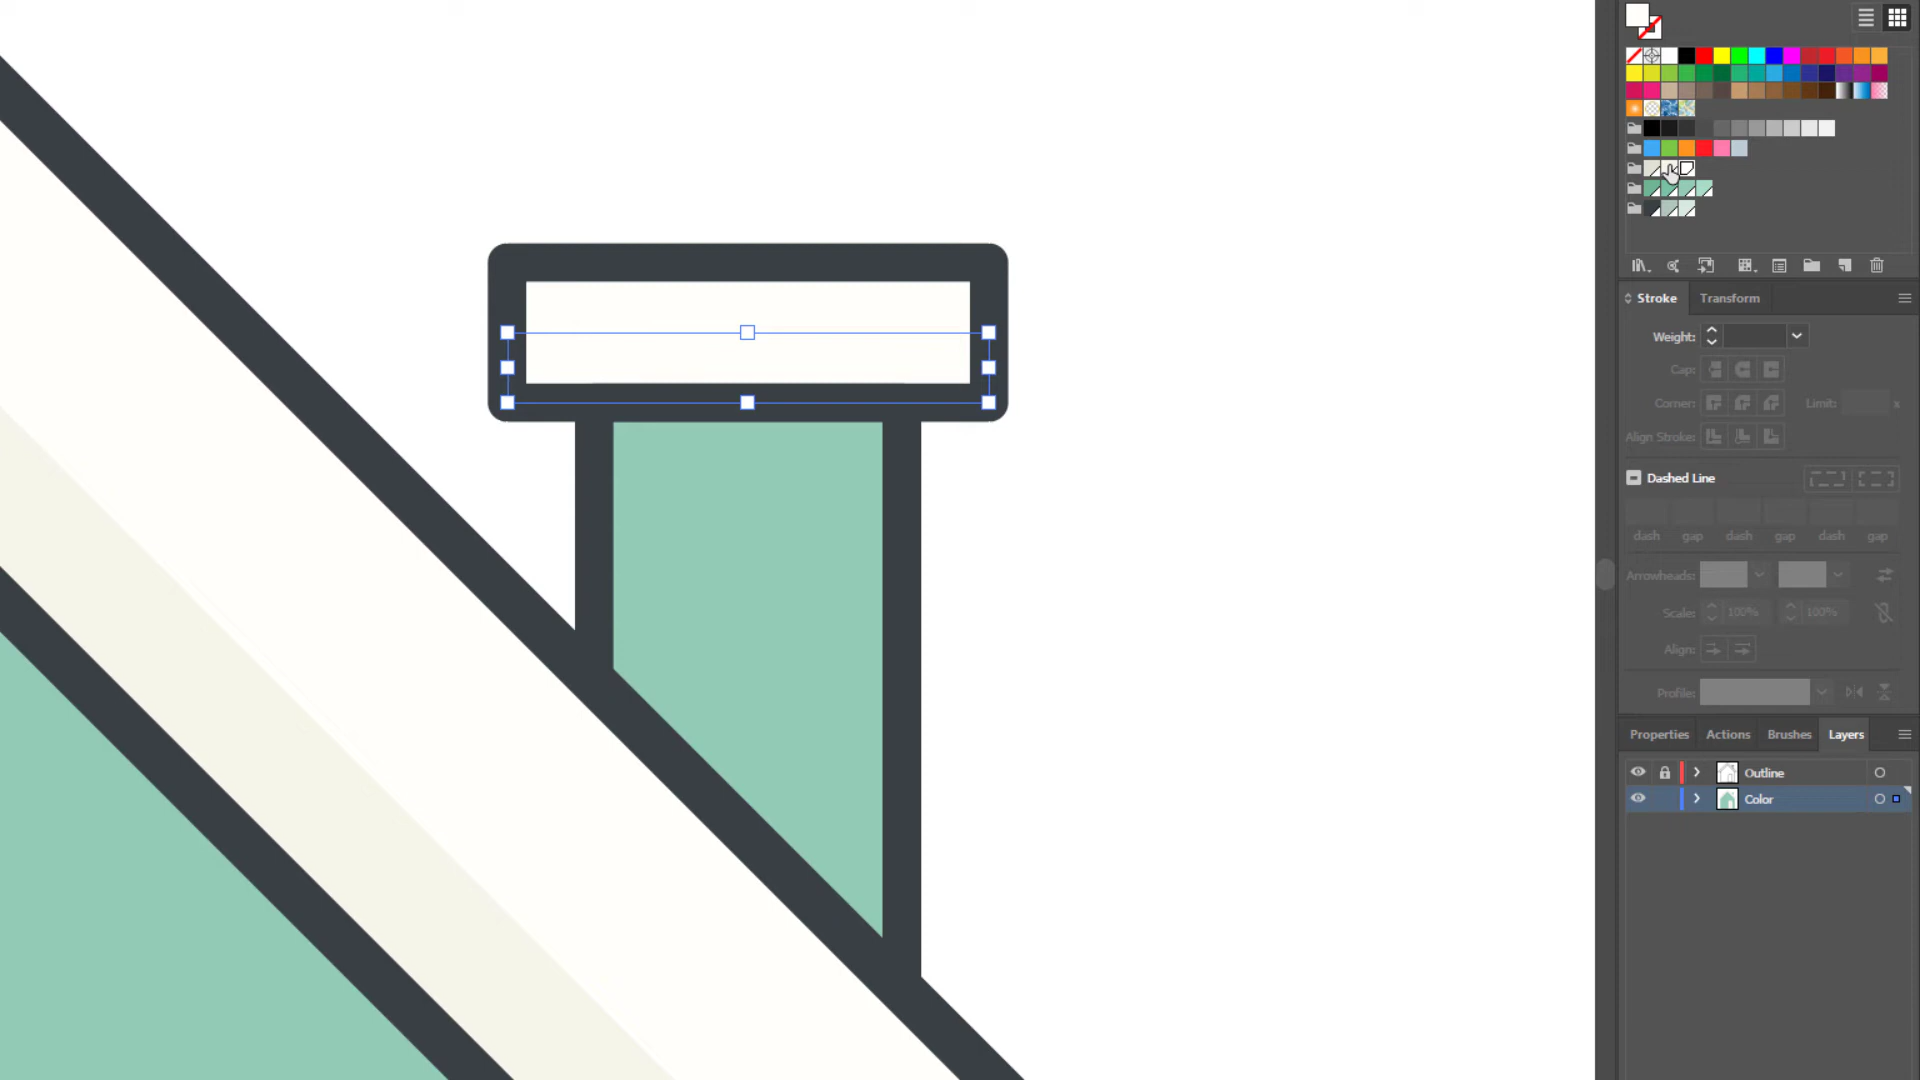 Stroke Transform
Weight:
Cap:
Corner: Limit: x
Align Stroke:
Dashed Line
dash gap dash gap dash gap
Arrowheads:
Scale: 100% 100%
Align:
Profile:
Properties Actions Brushes Layers
Outline
Color